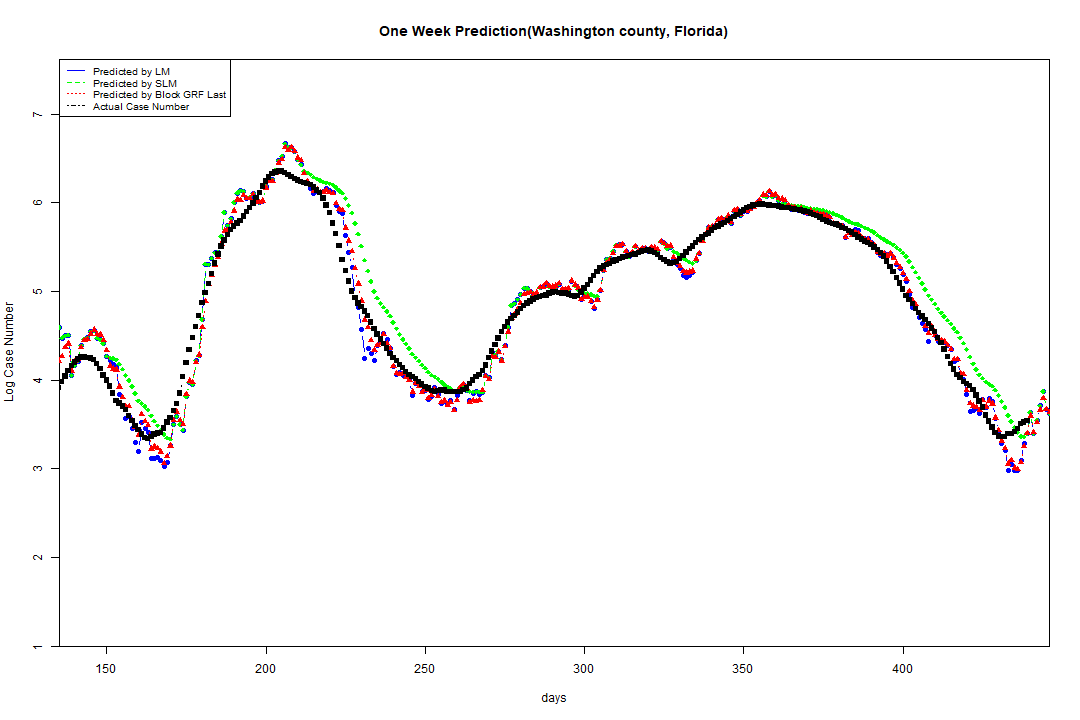 One Week Prediction(Washington county, Florida)
Predicted by LM
Predicted by SLM
Predicted by Block GRF Last
Actual Case Number
Log Case Number
7
6
5
4
3
2
1
150 200 250 300 350 400
days